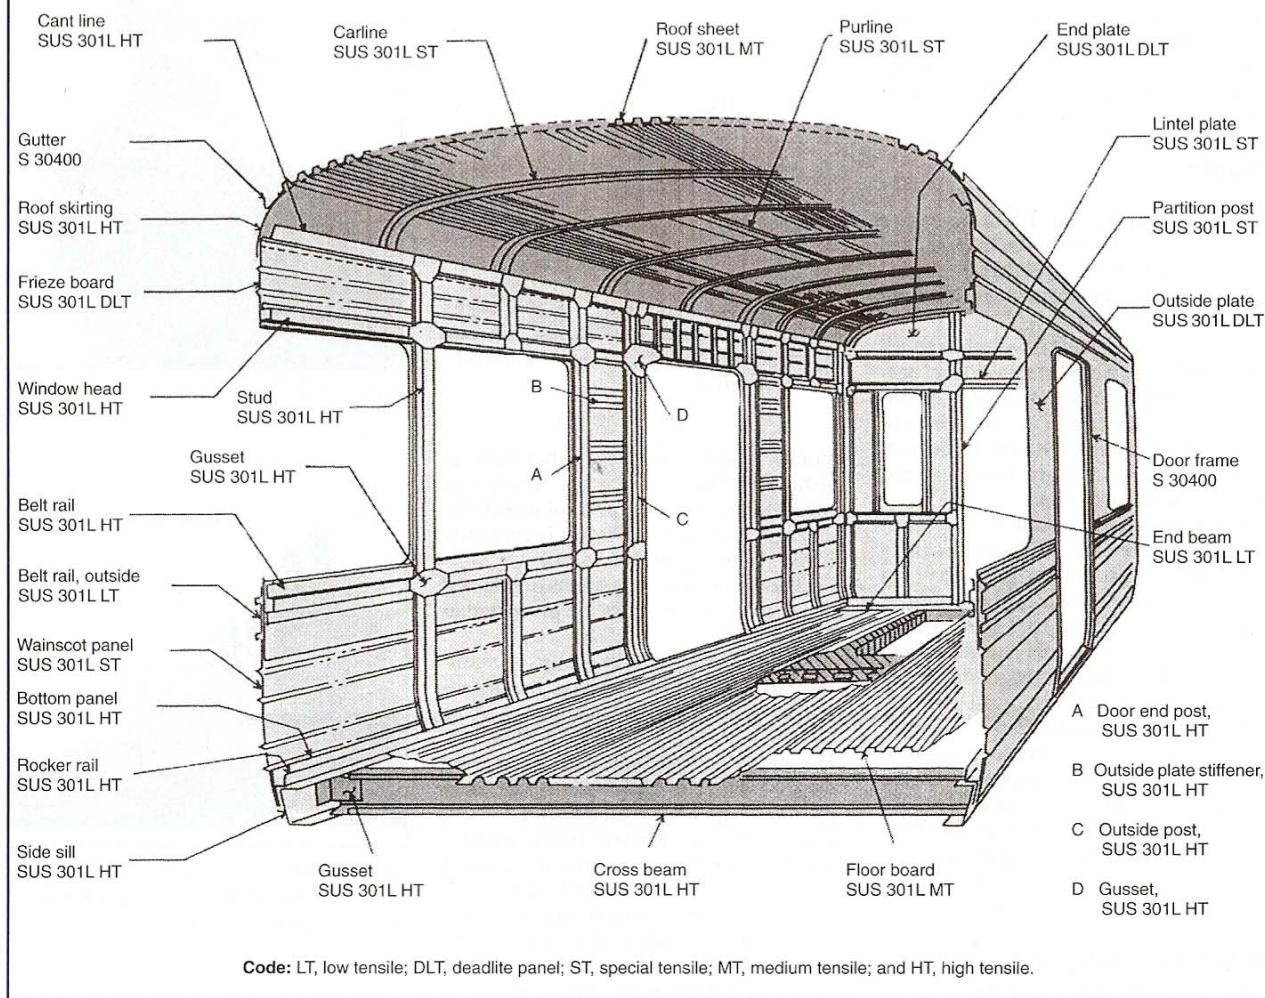 Cant line
SUS 301L HT
Carline
SUS 301L ST
Roof sheet
SUS 301L MT
Purline
SUS 301L ST
End plate
SUS 301L DLT
Gutter
S 30400
Lintel plate
SUS 301L ST
Roof skirting
SUS 301L HT
Partition post
SUS 301L ST
Frieze board
SUS 301L DLT
Outside plate
SUS 301L DLT
Window head
SUS 301L HT
Stud
SUS 301L HT
B
D
Gusset
SUS 301L HT
A
Door frame
S 30400
Belt rail
SUS 301L HT
C
End beam
SUS 301L LT
Belt rail, outside
SUS 301L LT
Wainscot panel
SUS 301L ST
Bottom panel
SUS 301L HT
Rocker rail
SUS 301L HT
Side sill
SUS 301L HT
Gusset
SUS 301L HT
Cross beam
SUS 301L HT
Floor board
SUS 301L MT
A Door end post,
SUS 301L HT
B Outside plate stiffener,
SUS 301L HT
C Outside post,
SUS 301L HT
D Gusset,
SUS 301L HT
Code: LT, low tensile; DLT, deadlite panel; ST, special tensile; MT, medium tensile; and HT, high tensile.